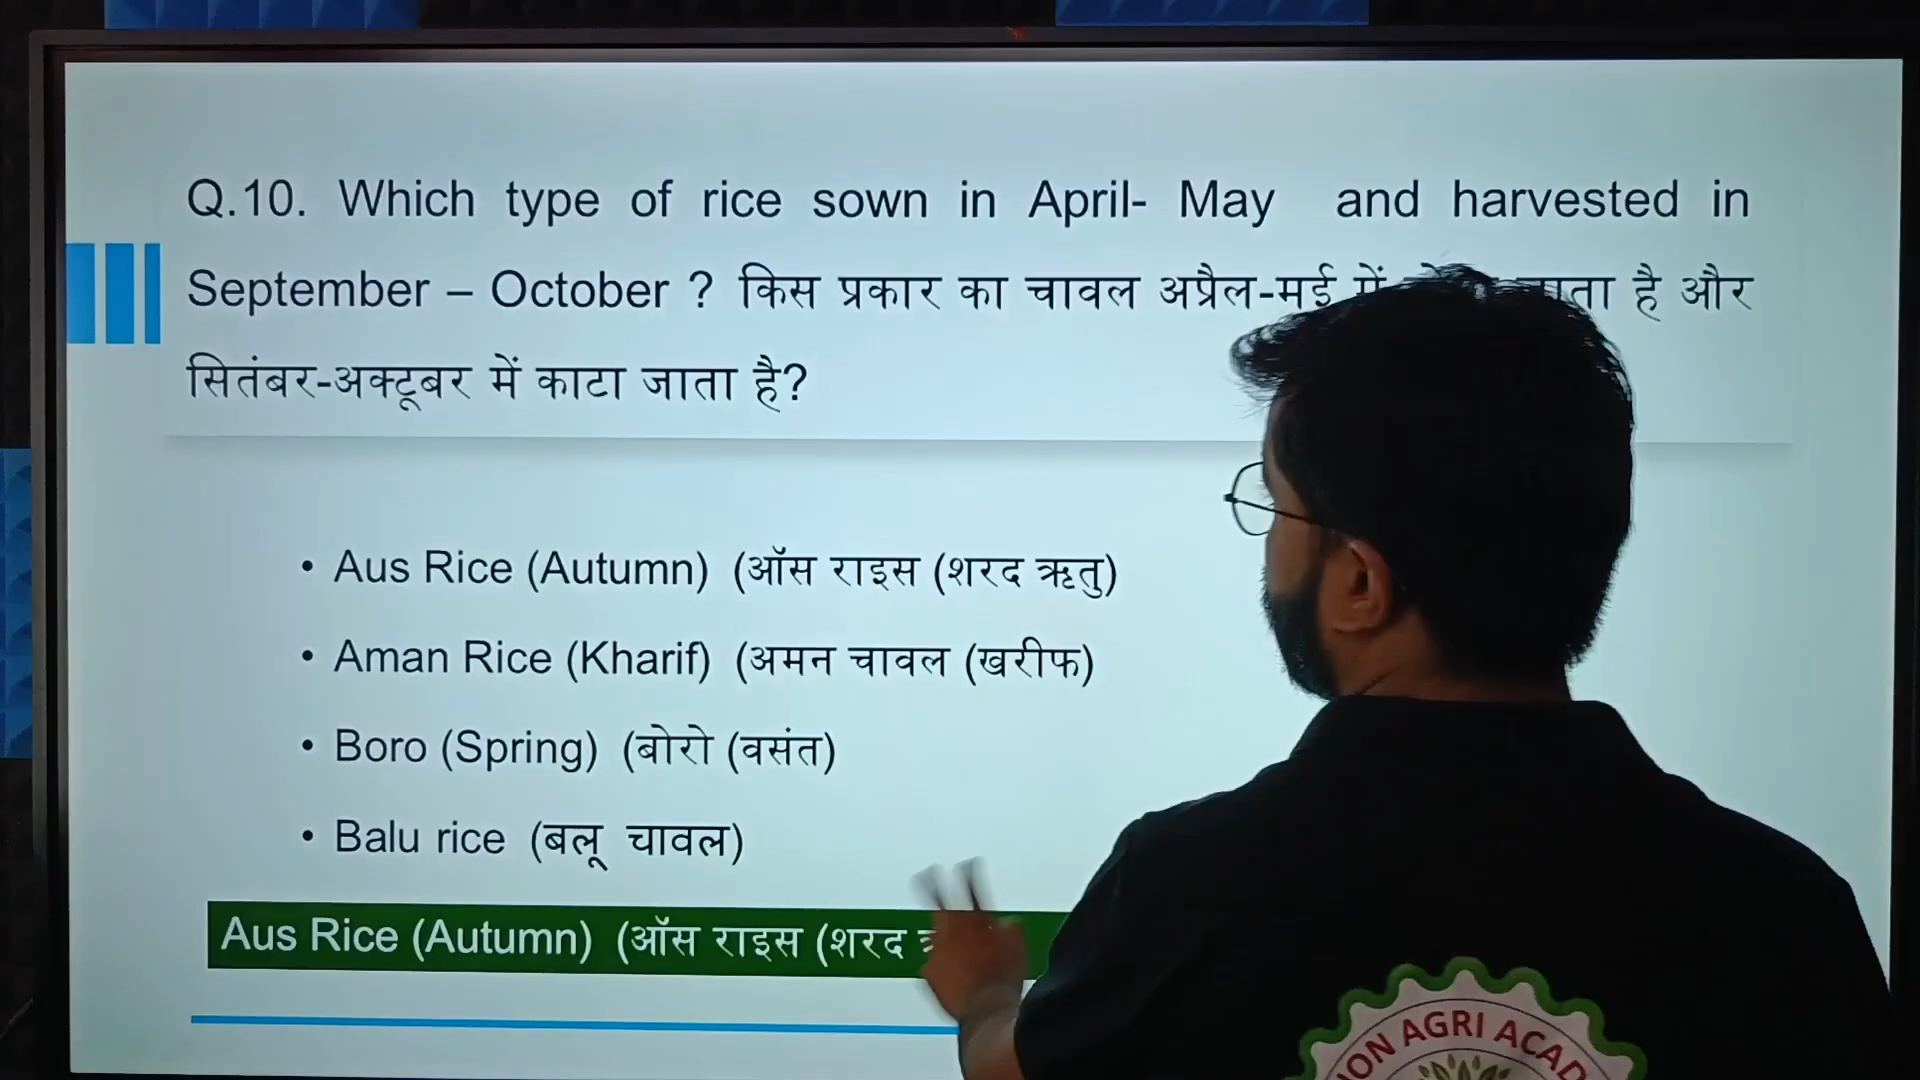 Q.10. Which type of rice sown in April- May and harvested in
September – October ? किस प्रकार का चावल अप्रैल-मई में है और
सितंबर-अक्टूबर में काटा जाता है?
• Aus Rice (Autumn) (ऑस राइस (शरद ऋतु)
• Aman Rice (Kharif) (अमन चावल (खरीफ)
• Boro (Spring) (बोरो (वसंत)
• Balu rice (बलू चावल)
Aus Rice (Autumn) (ऑस राइस (शरद
AGRI